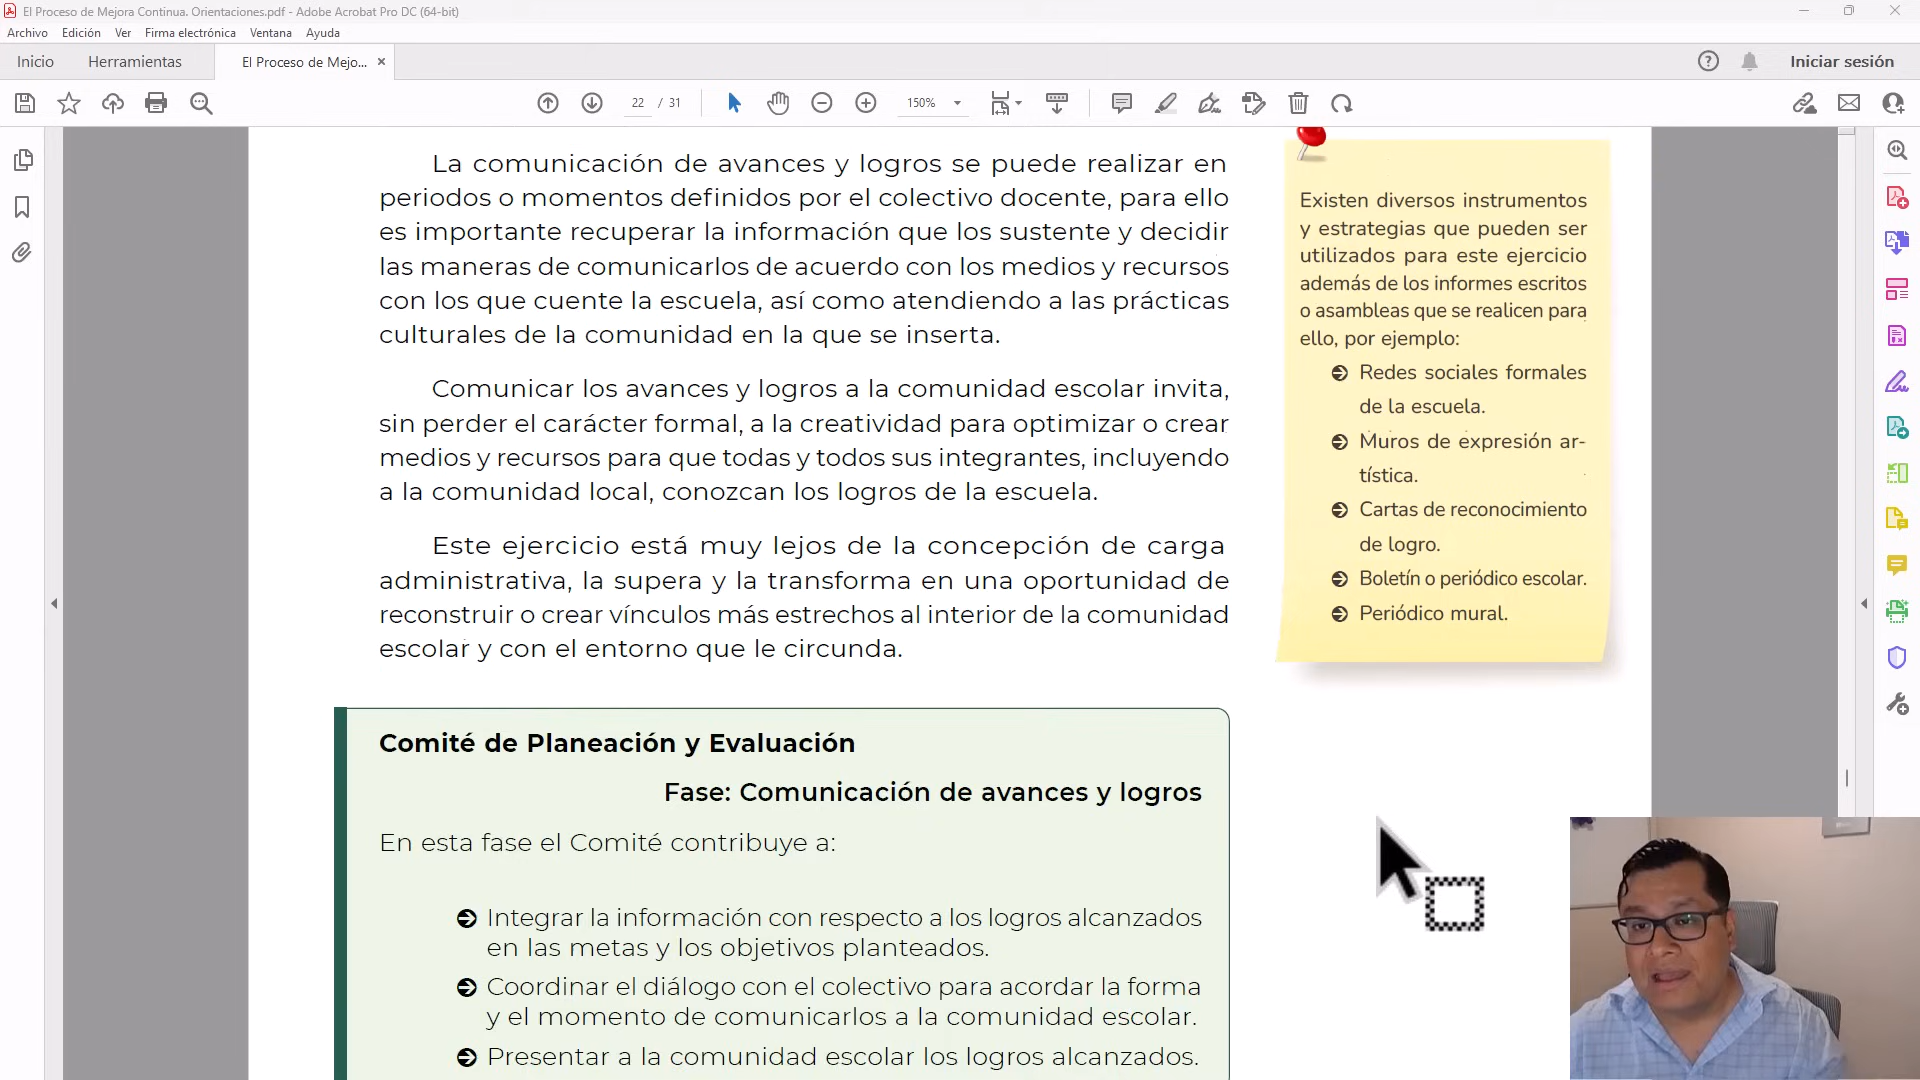 El Proceso de Mejora Continua. Orientaciones.pdf - Adobe Acrobat Pro DC (64-bit)
Archivo Edición Ver Firma electrónica Ventana Ayuda
Inicio Herramientas El Proceso de Mejo... Iniciar sesión
22 / 31 150%
La comunicación de avances y logros se puede realizar en
periodos o momentos definidos por el colectivo docente, para ello
es importante recuperar la información que los sustente y decidir
las maneras de comunicarlos de acuerdo con los medios y recursos
con los que cuente la escuela, así como atendiendo a las prácticas
culturales de la comunidad en la que se inserta.
Comunicar los avances y logros a la comunidad escolar invita,
sin perder el carácter formal, a la creatividad para optimizar o crear
medios y recursos para que todas y todos sus integrantes, incluyendo
a la comunidad local, conozcan los logros de la escuela.
Este ejercicio está muy lejos de la concepción de carga
administrativa, la supera y la transforma en una oportunidad de
reconstruir o crear vínculos más estrechos al interior de la comunidad
escolar y con el entorno que le circunda.
Existen diversos instrumentos
y estrategias que pueden ser
utilizados para este ejercicio
además de los informes escritos
o asambleas que se realicen para
ello, por ejemplo:
Redes sociales formales
de la escuela.
Muros de expresión ar-
tística.
Cartas de reconocimiento
de logro.
Boletín o periódico escolar.
Periódico mural.
Comité de Planeación y Evaluación
Fase: Comunicación de avances y logros
En esta fase el Comité contribuye a:
Integrar la información con respecto a los logros alcanzados
en las metas y los objetivos planteados.
Coordinar el diálogo con el colectivo para acordar la forma
y el momento de comunicarlos a la comunidad escolar.
Presentar a la comunidad escolar los logros alcanzados.